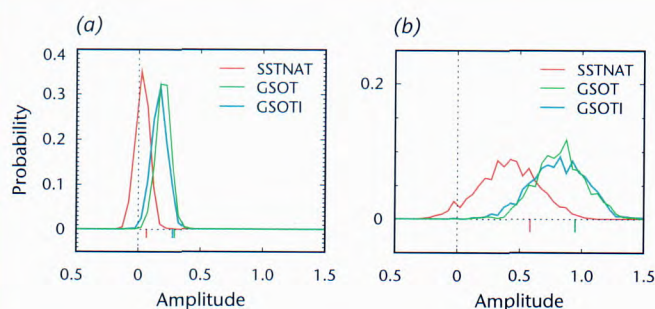 (a)
0.4
0.3
0.2
0.1
0
Probability
SSTNAT
GSOT
GSOTI
0.5 0 0.5 1.0 1.5
Amplitude
(b)
0.2
0
SSTNAT
GSOT
GSOTI
0.5 0 0.5 1.0 1.5
Amplitude